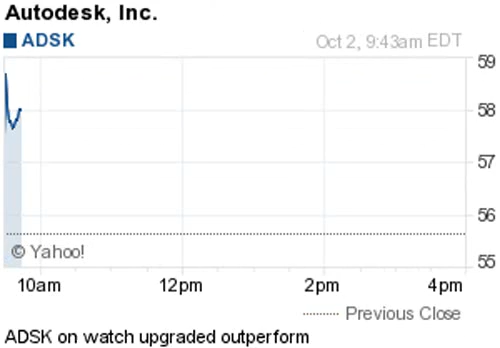 Autodesk, Inc.
ADSK Oct 2, 9:43am EDT
59
58
57
56
55
© Yahoo!
10am 12pm 2pm 4pm
Previous Close
ADSK on watch upgraded outperform